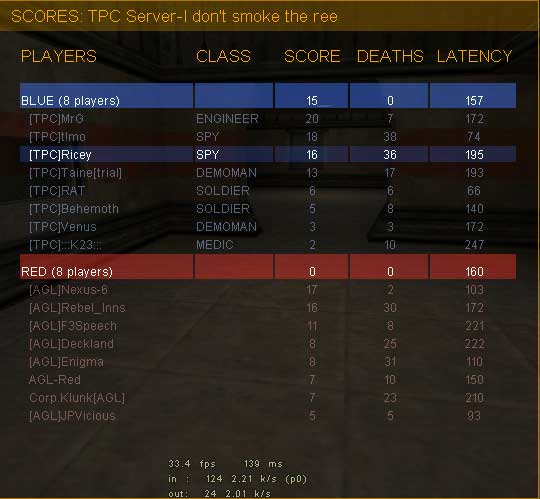 SCORES: TPC Server-I don't smoke the ree
PLAYERS CLASS SCORE DEATHS LATENCY
BLUE (8 players) 15 0 157
[TPC]MrG ENGINEER 20 7 172
[TPC]t!mo SPY 18 38 74
[TPC]Ricey SPY 16 36 195
[TPC]Taine[trial] DEMOMAN 13 17 193
[TPC]RAT SOLDIER 6 6 66
[TPC]Behemoth SOLDIER 5 8 140
[TPC]Venus DEMOMAN 3 3 172
[TPC]:::K23::: MEDIC 2 10 247
RED (8 players) 0 0 160
[AGL]Nexus-6 17 2 103
[AGL]Rebel_Inns 16 30 172
[AGL]F3Speech 11 8 221
[AGL]Deckland 8 25 222
[AGL]Enigma 8 31 110
AGL-Red 7 10 150
Corp.Klunk[AGL] 7 23 210
[AGL]JPVicious 5 5 93
33.4 fps 139 ms
in : 124 2.21 k/s (p0)
out: 24 2.01 k/s